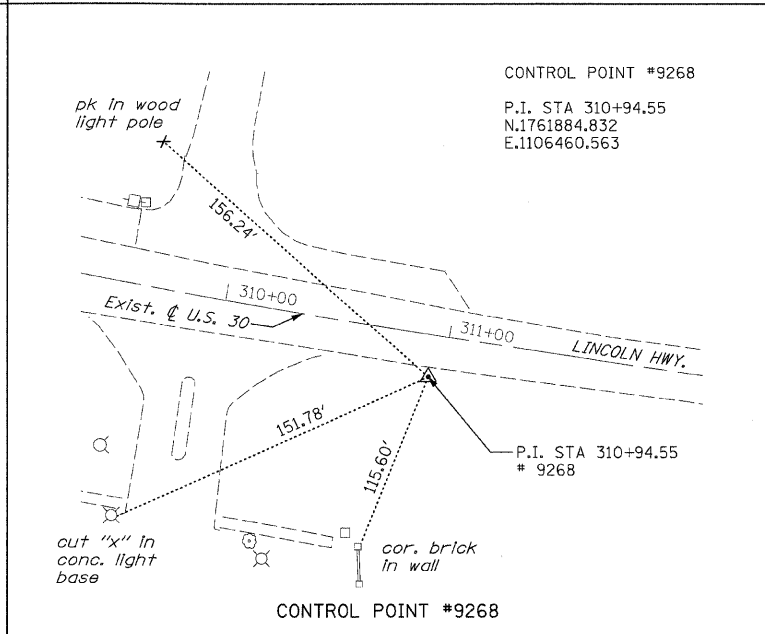 CONTROL POINT #9268
P.I. STA 310+94.55
N.1761884.832
E.1106460.563
pk in wood
light pole
156.24'
310+00
Exist. ℄ U.S. 30
311+00
LINCOLN HWY.
151.78'
115.60'
P.I. STA 310+94.55
# 9268
cut "x" in
conc. light
base
cor. brick
in wall
CONTROL POINT #9268